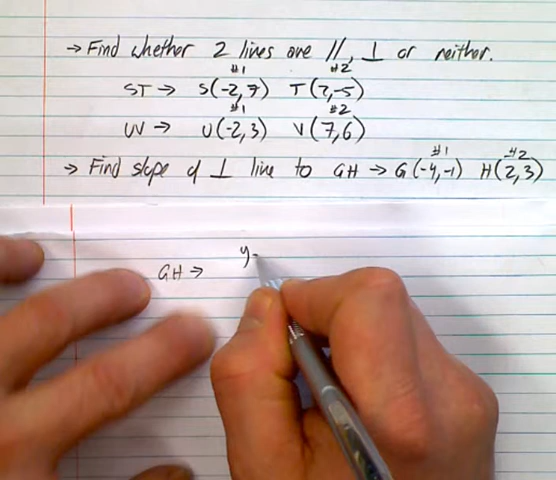 → Find whether 2 lines are //, ⊥ or neither.
#1 #2
ST → S(-2,7) T(7,-5)
#1 #2
UV → U(-2,3) V(7,6)
#1 #2
→ Find slope of ⊥ line to GH → G(-4,-1) H(2,3)
GH → y-